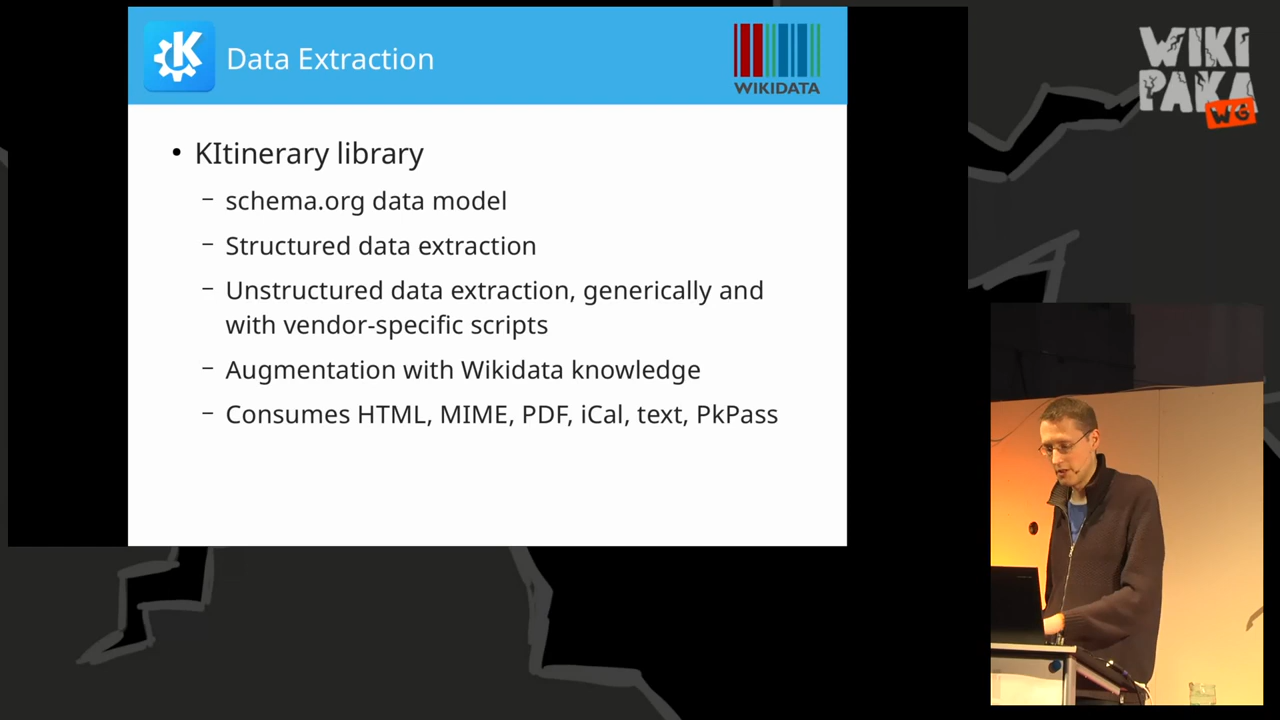 Data Extraction
WIKIDATA
• KItinerary library
– schema.org data model
– Structured data extraction
– Unstructured data extraction, generically and
with vendor-specific scripts
– Augmentation with Wikidata knowledge
– Consumes HTML, MIME, PDF, iCal, text, PkPass
WIKI
PAKA
WG